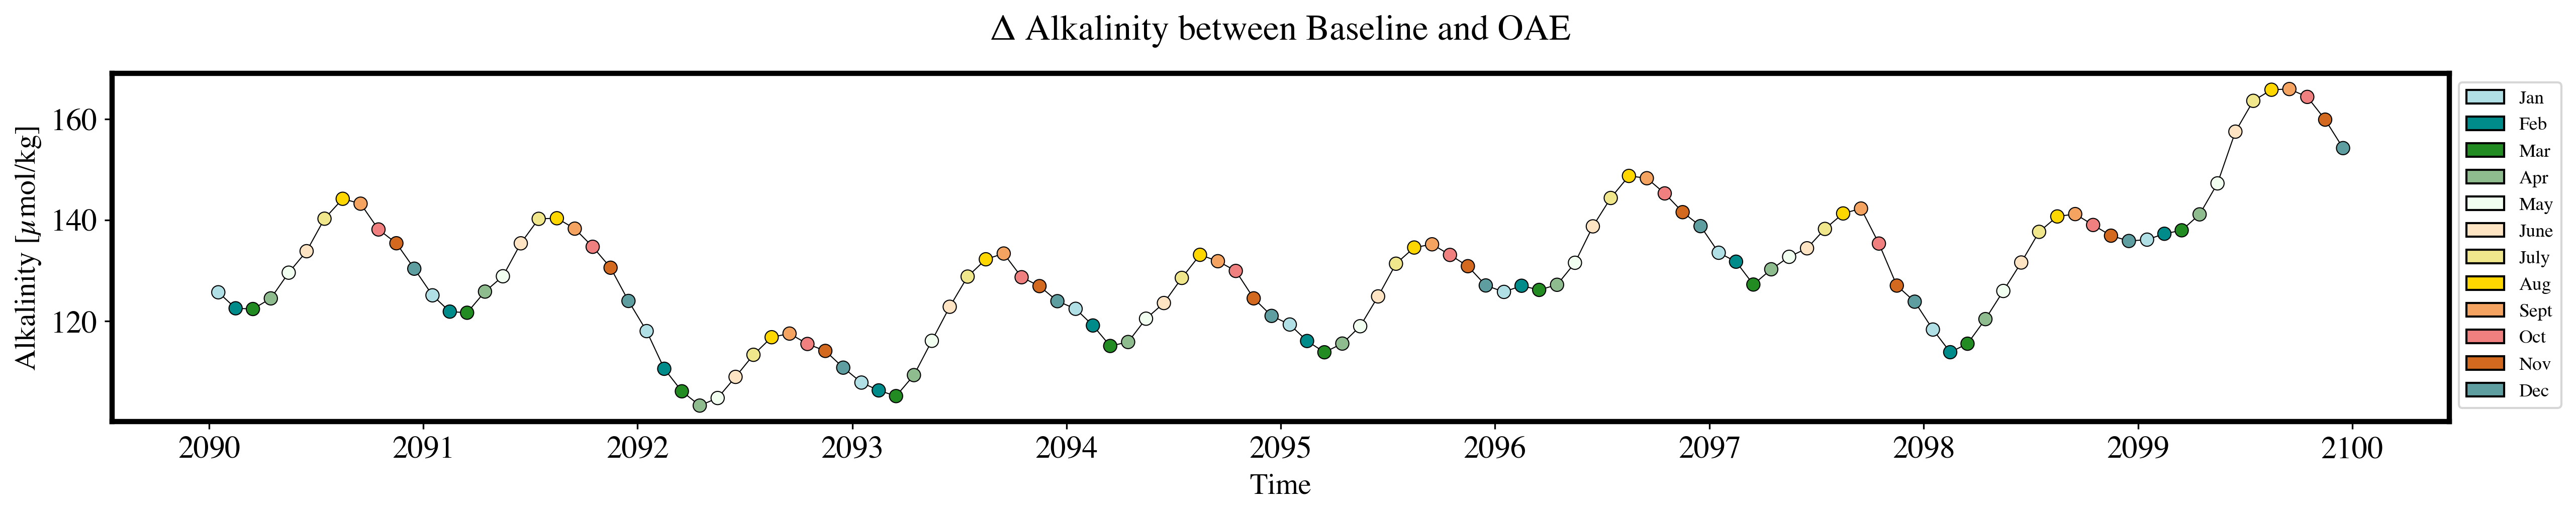 Δ Alkalinity between Baseline and OAE
Alkalinity [μmol/kg]
160
140
120
2090 2091 2092 2093 2094 2095 2096 2097 2098 2099 2100
Time
Jan
Feb
Mar
Apr
May
June
July
Aug
Sept
Oct
Nov
Dec